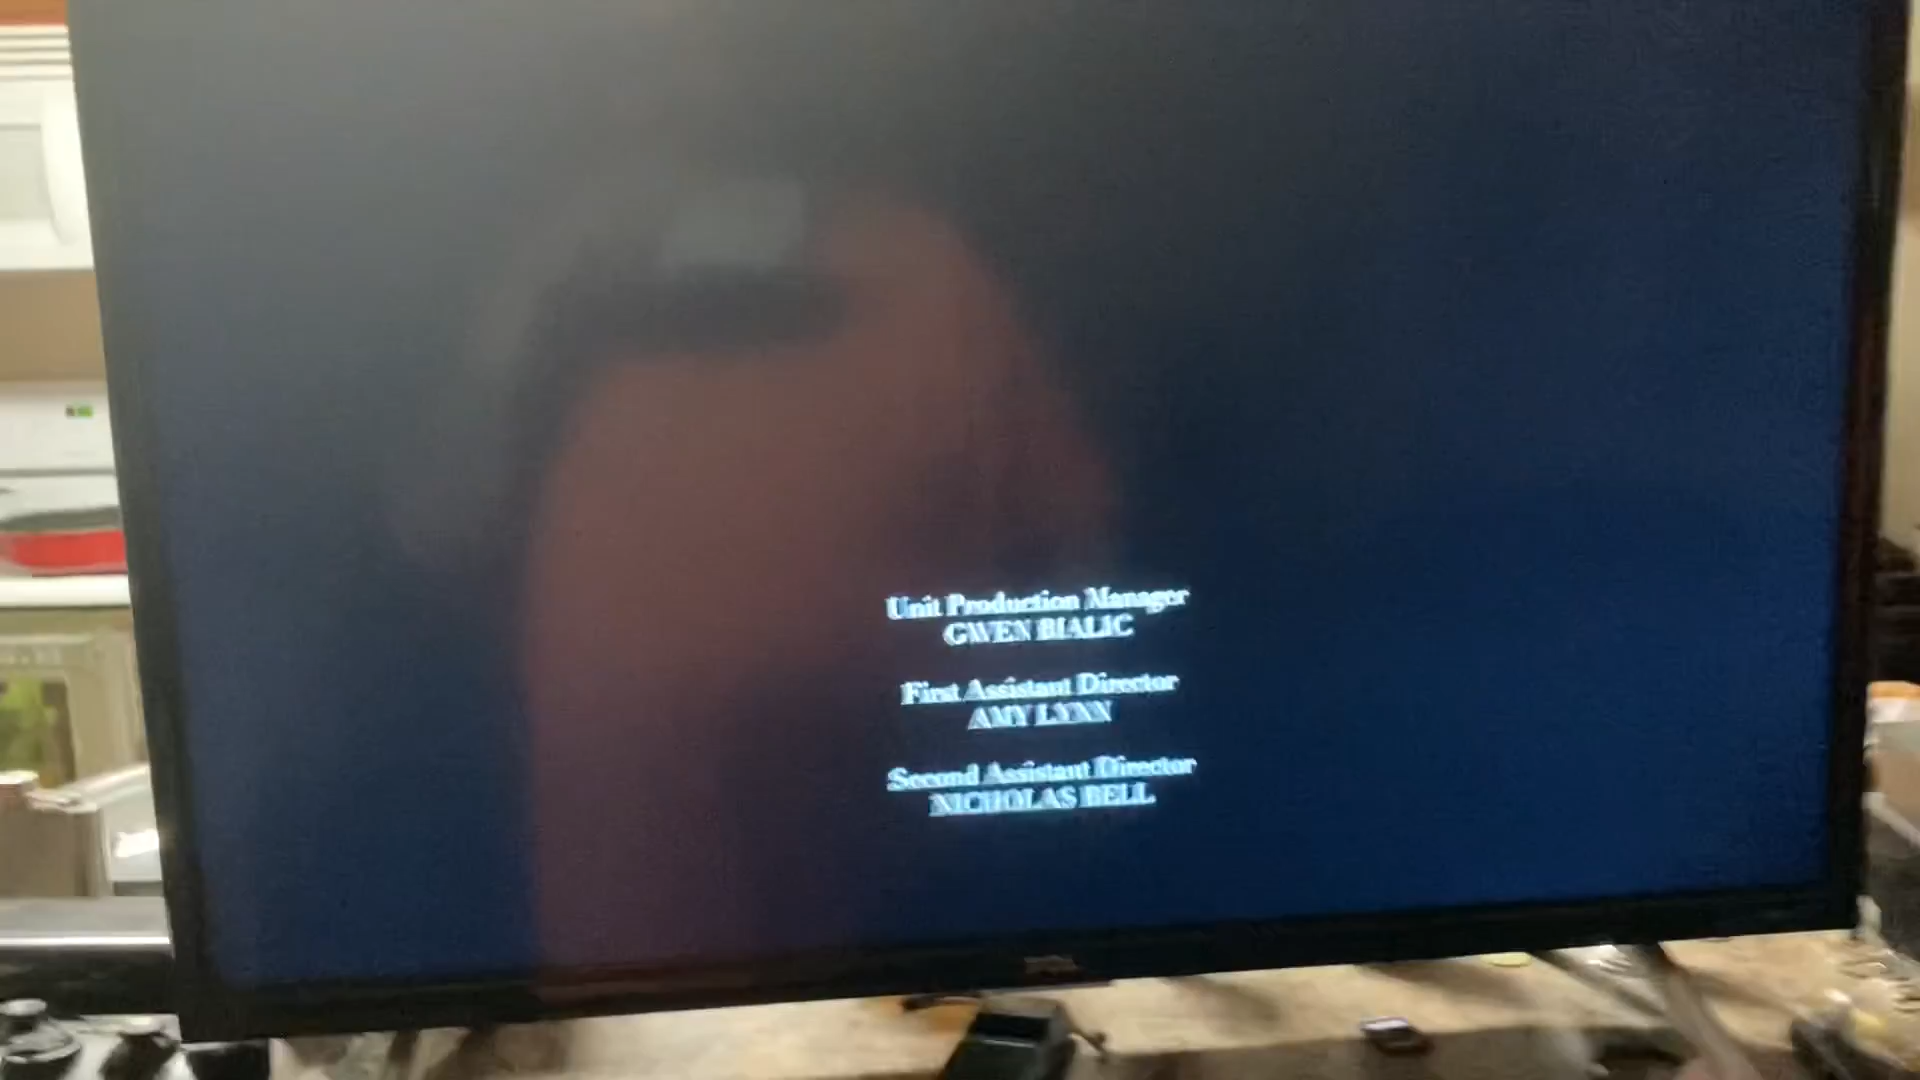 Unit Production Manager
GWEN BIALIC
First Assistant Director
AMY LYNN
Second Assistant Director
NICHOLAS BELL